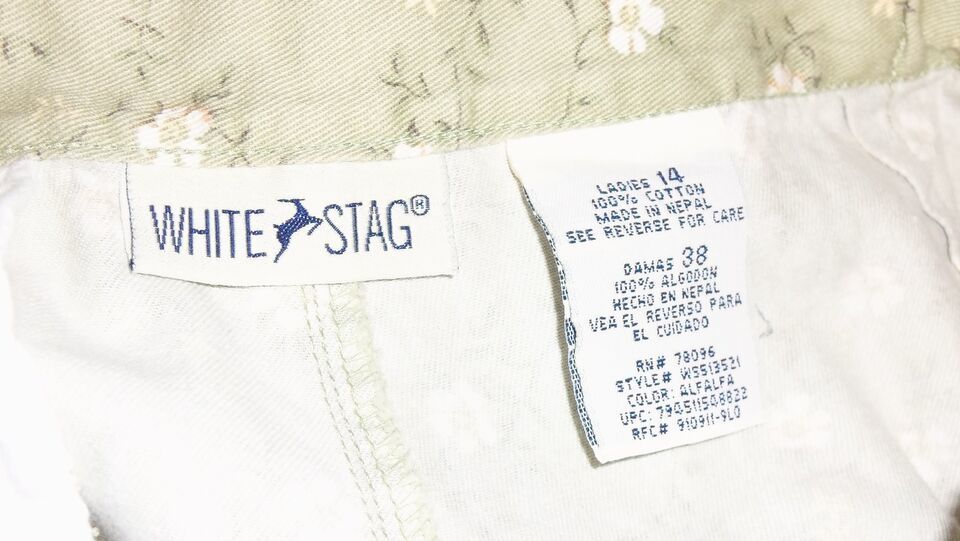 WHITE STAG®
LADIES 14
100% COTTON
MADE IN NEPAL
SEE REVERSE FOR CARE
DAMAS 38
100% ALGODON
HECHO EN NEPAL
VEA EL REVERSO PARA
EL CUIDADO
RN# 78096
STYLE# WS513521
COLOR: ALFALFA
UPC: 794511548822
RFC# 910911-9L0